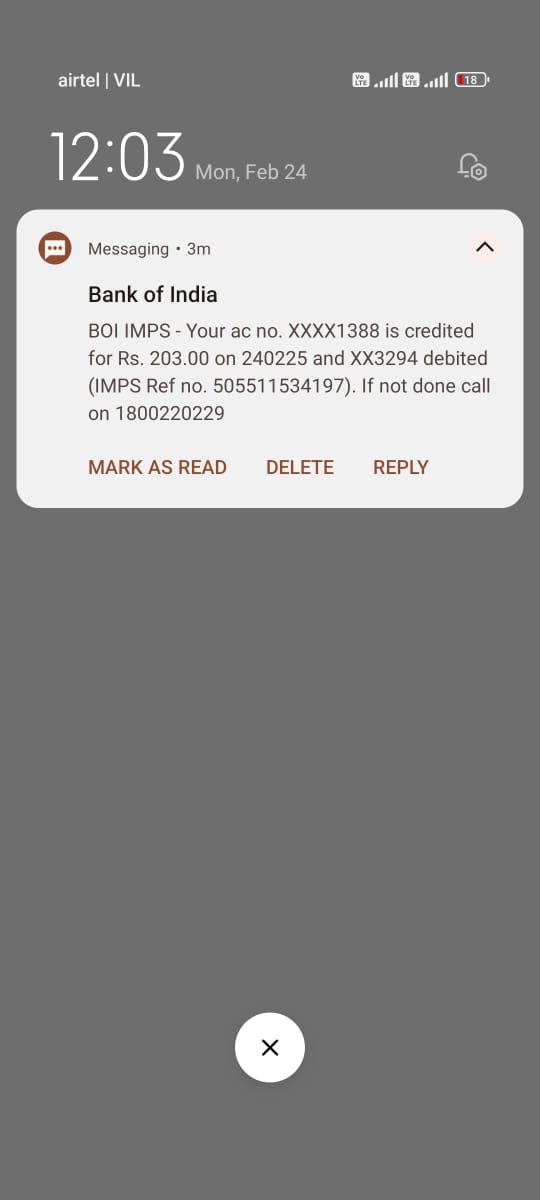 airtel | VIL
Vo LTE Vo LTE 18
12:03 Mon, Feb 24
Messaging • 3m
Bank of India
BOI IMPS - Your ac no. XXXX1388 is credited
for Rs. 203.00 on 240225 and XX3294 debited
(IMPS Ref no. 505511534197). If not done call
on 1800220229
MARK AS READ DELETE REPLY